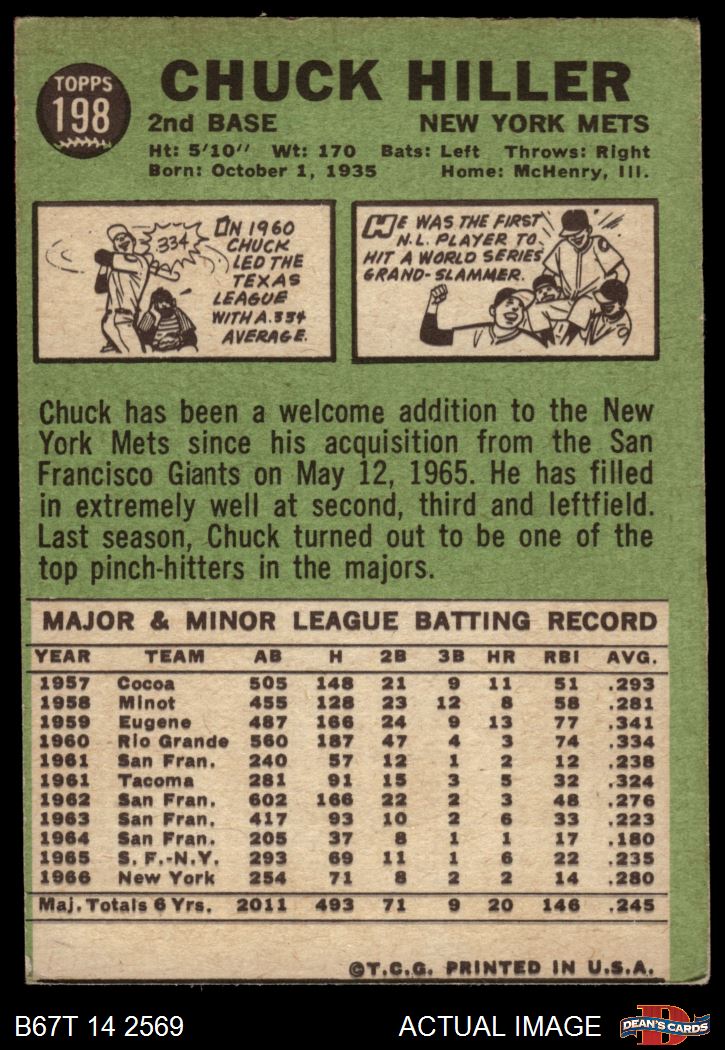 TOPPS
198
CHUCK HILLER
2nd BASE NEW YORK METS
Ht: 5'10" Wt: 170 Bats: Left Throws: Right
Born: October 1, 1935 Home: McHenry, Ill.
334
IN 1960
CHUCK
LED THE
TEXAS
LEAGUE
WITH A .334
AVERAGE.
HE WAS THE FIRST
N.L. PLAYER TO
HIT A WORLD SERIES
GRAND-SLAMMER.
Chuck has been a welcome addition to the New
York Mets since his acquisition from the San
Francisco Giants on May 12, 1965. He has filled
in extremely well at second, third and leftfield.
Last season, Chuck turned out to be one of the
top pinch-hitters in the majors.
MAJOR & MINOR LEAGUE BATTING RECORD
YEAR TEAM AB H 2B 3B HR RBI AVG.
1957 Cocoa 505 148 21 9 11 51 .293
1958 Minot 455 128 23 12 8 58 .281
1959 Eugene 487 166 24 9 13 77 .341
1960 Rio Grande 560 187 47 4 3 74 .334
1961 San Fran. 240 57 12 1 2 12 .238
1961 Tacoma 281 91 15 3 5 32 .324
1962 San Fran. 602 166 22 2 3 48 .276
1963 San Fran. 417 93 10 2 6 33 .223
1964 San Fran. 205 37 8 1 1 17 .180
1965 S. F.-N.Y. 293 69 11 1 6 22 .235
1966 New York 254 71 8 2 2 14 .280
Maj. Totals 6 Yrs. 2011 493 71 9 20 146 .245
©T.C.G. PRINTED IN U.S.A.
B67T 14 2569 ACTUAL IMAGE
D
DEAN'S CARDS